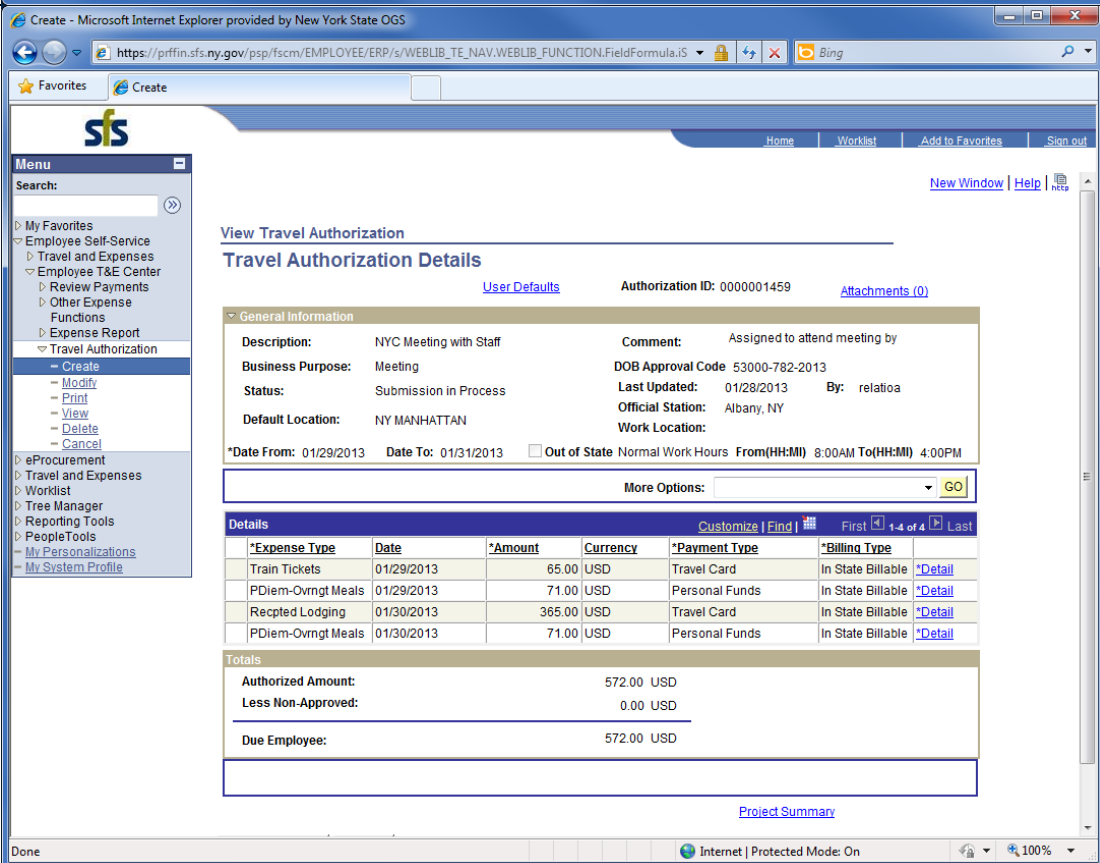 Create - Microsoft Internet Explorer provided by New York State OGS
https://prffin.sfs.ny.gov/psp/fscm/EMPLOYEE/ERP/s/WEBLIB_TE_NAV.WEBLIB_FUNCTION.FieldFormula.iS
Bing
Favorites
Create
sfs
Home Worklist Add to Favorites Sign out
Menu
Search:
New Window | Help | http
My Favorites
Employee Self-Service
Travel and Expenses
Employee T&E Center
Review Payments
Other Expense
Functions
Expense Report
Travel Authorization
– Create
– Modify
– Print
– View
– Delete
– Cancel
eProcurement
Travel and Expenses
Worklist
Tree Manager
Reporting Tools
PeopleTools
– My Personalizations
– My System Profile
View Travel Authorization
Travel Authorization Details
User Defaults Authorization ID: 0000001459 Attachments (0)
General Information
Description: NYC Meeting with Staff Comment: Assigned to attend meeting by
Business Purpose: Meeting DOB Approval Code 53000-782-2013
Status: Submission in Process Last Updated: 01/28/2013 By: relatioa
Official Station: Albany, NY
Default Location: NY MANHATTAN Work Location:
*Date From: 01/29/2013 Date To: 01/31/2013 Out of State Normal Work Hours From(HH:MI) 8:00AM To(HH:MI) 4:00PM
More Options: GO
Details Customize | Find | First 1-4 of 4 Last
*Expense Type Date *Amount Currency *Payment Type *Billing Type
Train Tickets 01/29/2013 65.00 USD Travel Card In State Billable *Detail
PDiem-Ovrngt Meals 01/29/2013 71.00 USD Personal Funds In State Billable *Detail
Recpted Lodging 01/30/2013 365.00 USD Travel Card In State Billable *Detail
PDiem-Ovrngt Meals 01/30/2013 71.00 USD Personal Funds In State Billable *Detail
Totals
Authorized Amount: 572.00 USD
Less Non-Approved: 0.00 USD
Due Employee: 572.00 USD
Project Summary
Done Internet | Protected Mode: On 100%